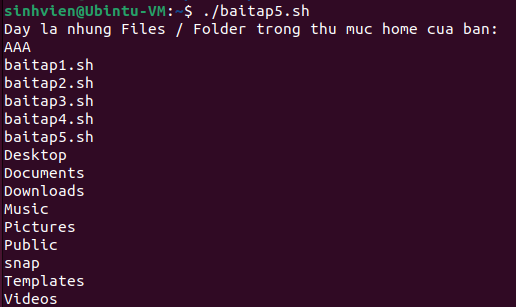 sinhvien@Ubintu-VM:~$ ./baitap5.sh
Day la nhung Files / Folder trong thu muc home cua ban:
AAA
baitap1.sh
baitap2.sh
baitap3.sh
baitap4.sh
baitap5.sh
Desktop
Documents
Downloads
Music
Pictures
Public
snap
Templates
Videos